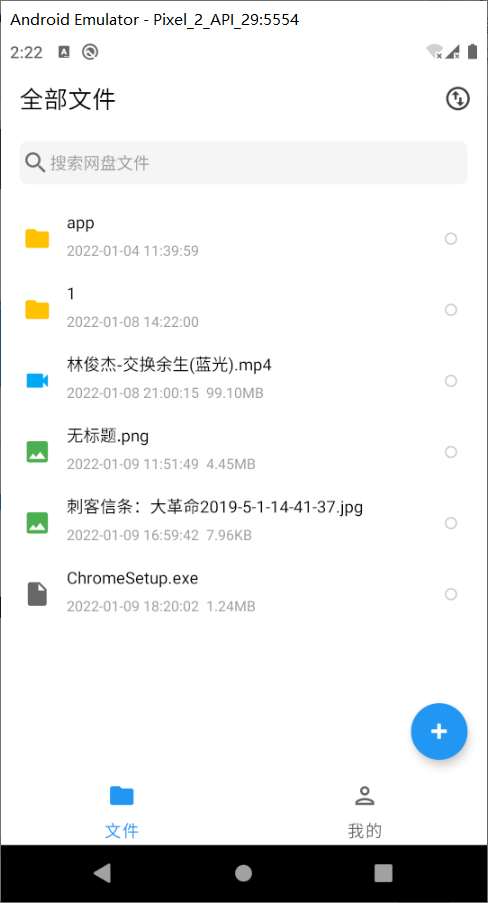 Android Emulator - Pixel_2_API_29:5554
2:22
全部文件
搜索网盘文件
app
2022-01-04 11:39:59
1
2022-01-08 14:22:00
林俊杰-交换余生(蓝光).mp4
2022-01-08 21:00:15 99.10MB
无标题.png
2022-01-09 11:51:49 4.45MB
刺客信条：大革命2019-5-1-14-41-37.jpg
2022-01-09 16:59:42 7.96KB
ChromeSetup.exe
2022-01-09 18:20:02 1.24MB
文件 我的